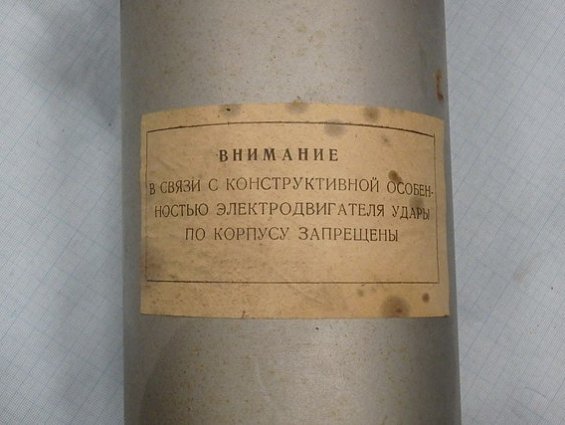 ВНИМАНИЕ
В СВЯЗИ С КОНСТРУКТИВНОЙ ОСОБЕН-
НОСТЬЮ ЭЛЕКТРОДВИГАТЕЛЯ УДАРЫ
ПО КОРПУСУ ЗАПРЕЩЕНЫ